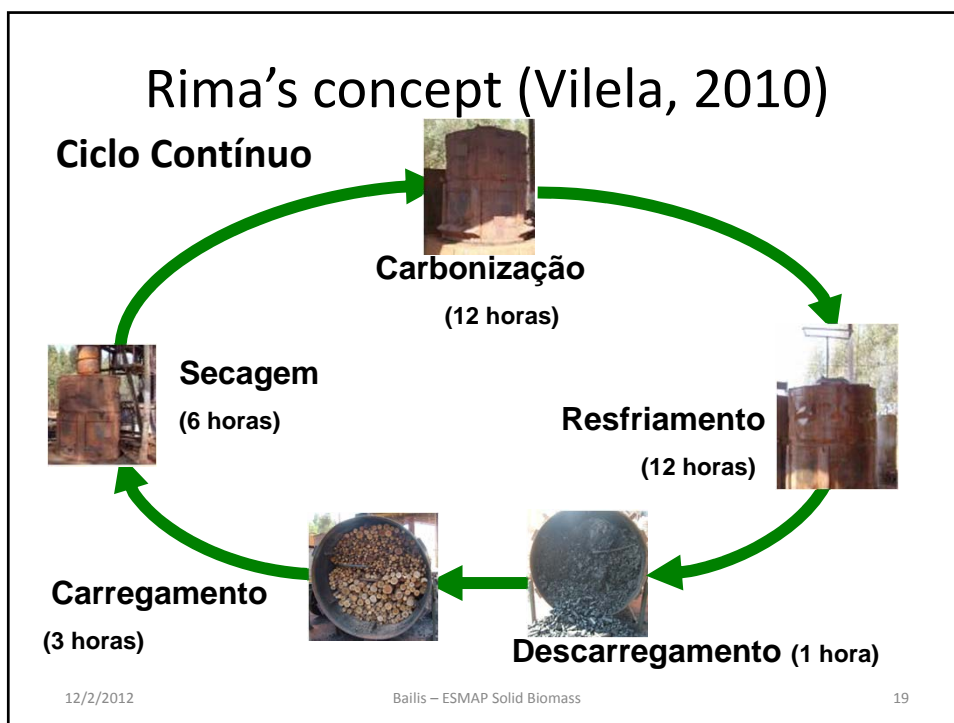 Rima’s concept (Vilela, 2010)
Ciclo Contínuo
Carbonização
(12 horas)
Secagem
(6 horas)
Resfriamento
(12 horas)
Carregamento
(3 horas)
Descarregamento (1 hora)
12/2/2012
Bailis – ESMAP Solid Biomass
19